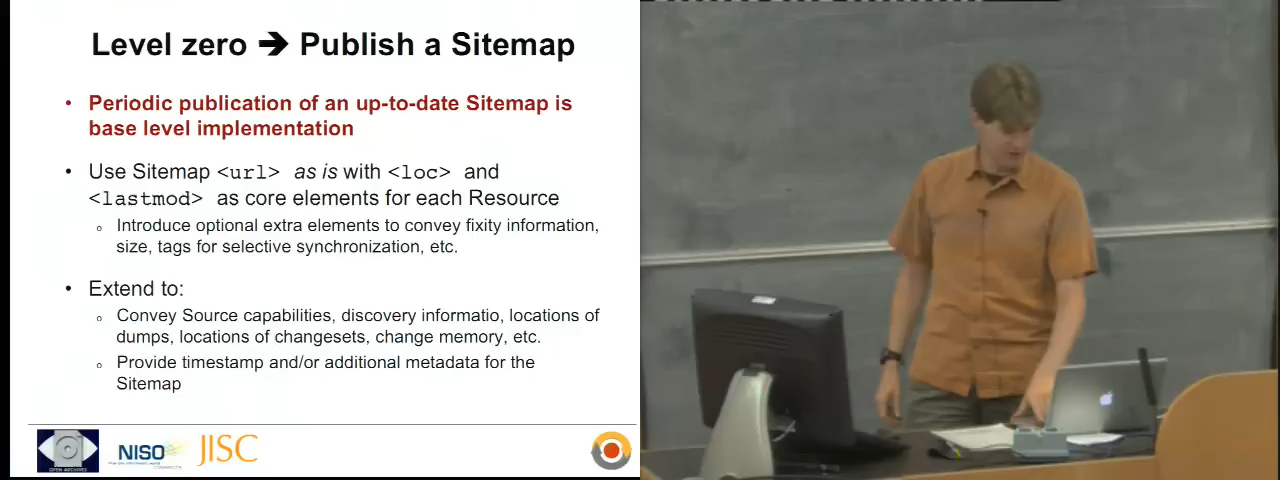 Level zero ➔ Publish a Sitemap
• Periodic publication of an up-to-date Sitemap is
base level implementation
• Use Sitemap <url> as is with <loc> and
<lastmod> as core elements for each Resource
o Introduce optional extra elements to convey fixity information,
size, tags for selective synchronization, etc.
• Extend to:
o Convey Source capabilities, discovery informatio, locations of
dumps, locations of changesets, change memory, etc.
o Provide timestamp and/or additional metadata for the
Sitemap
OPEN ARCHIVES
NISO
JISC